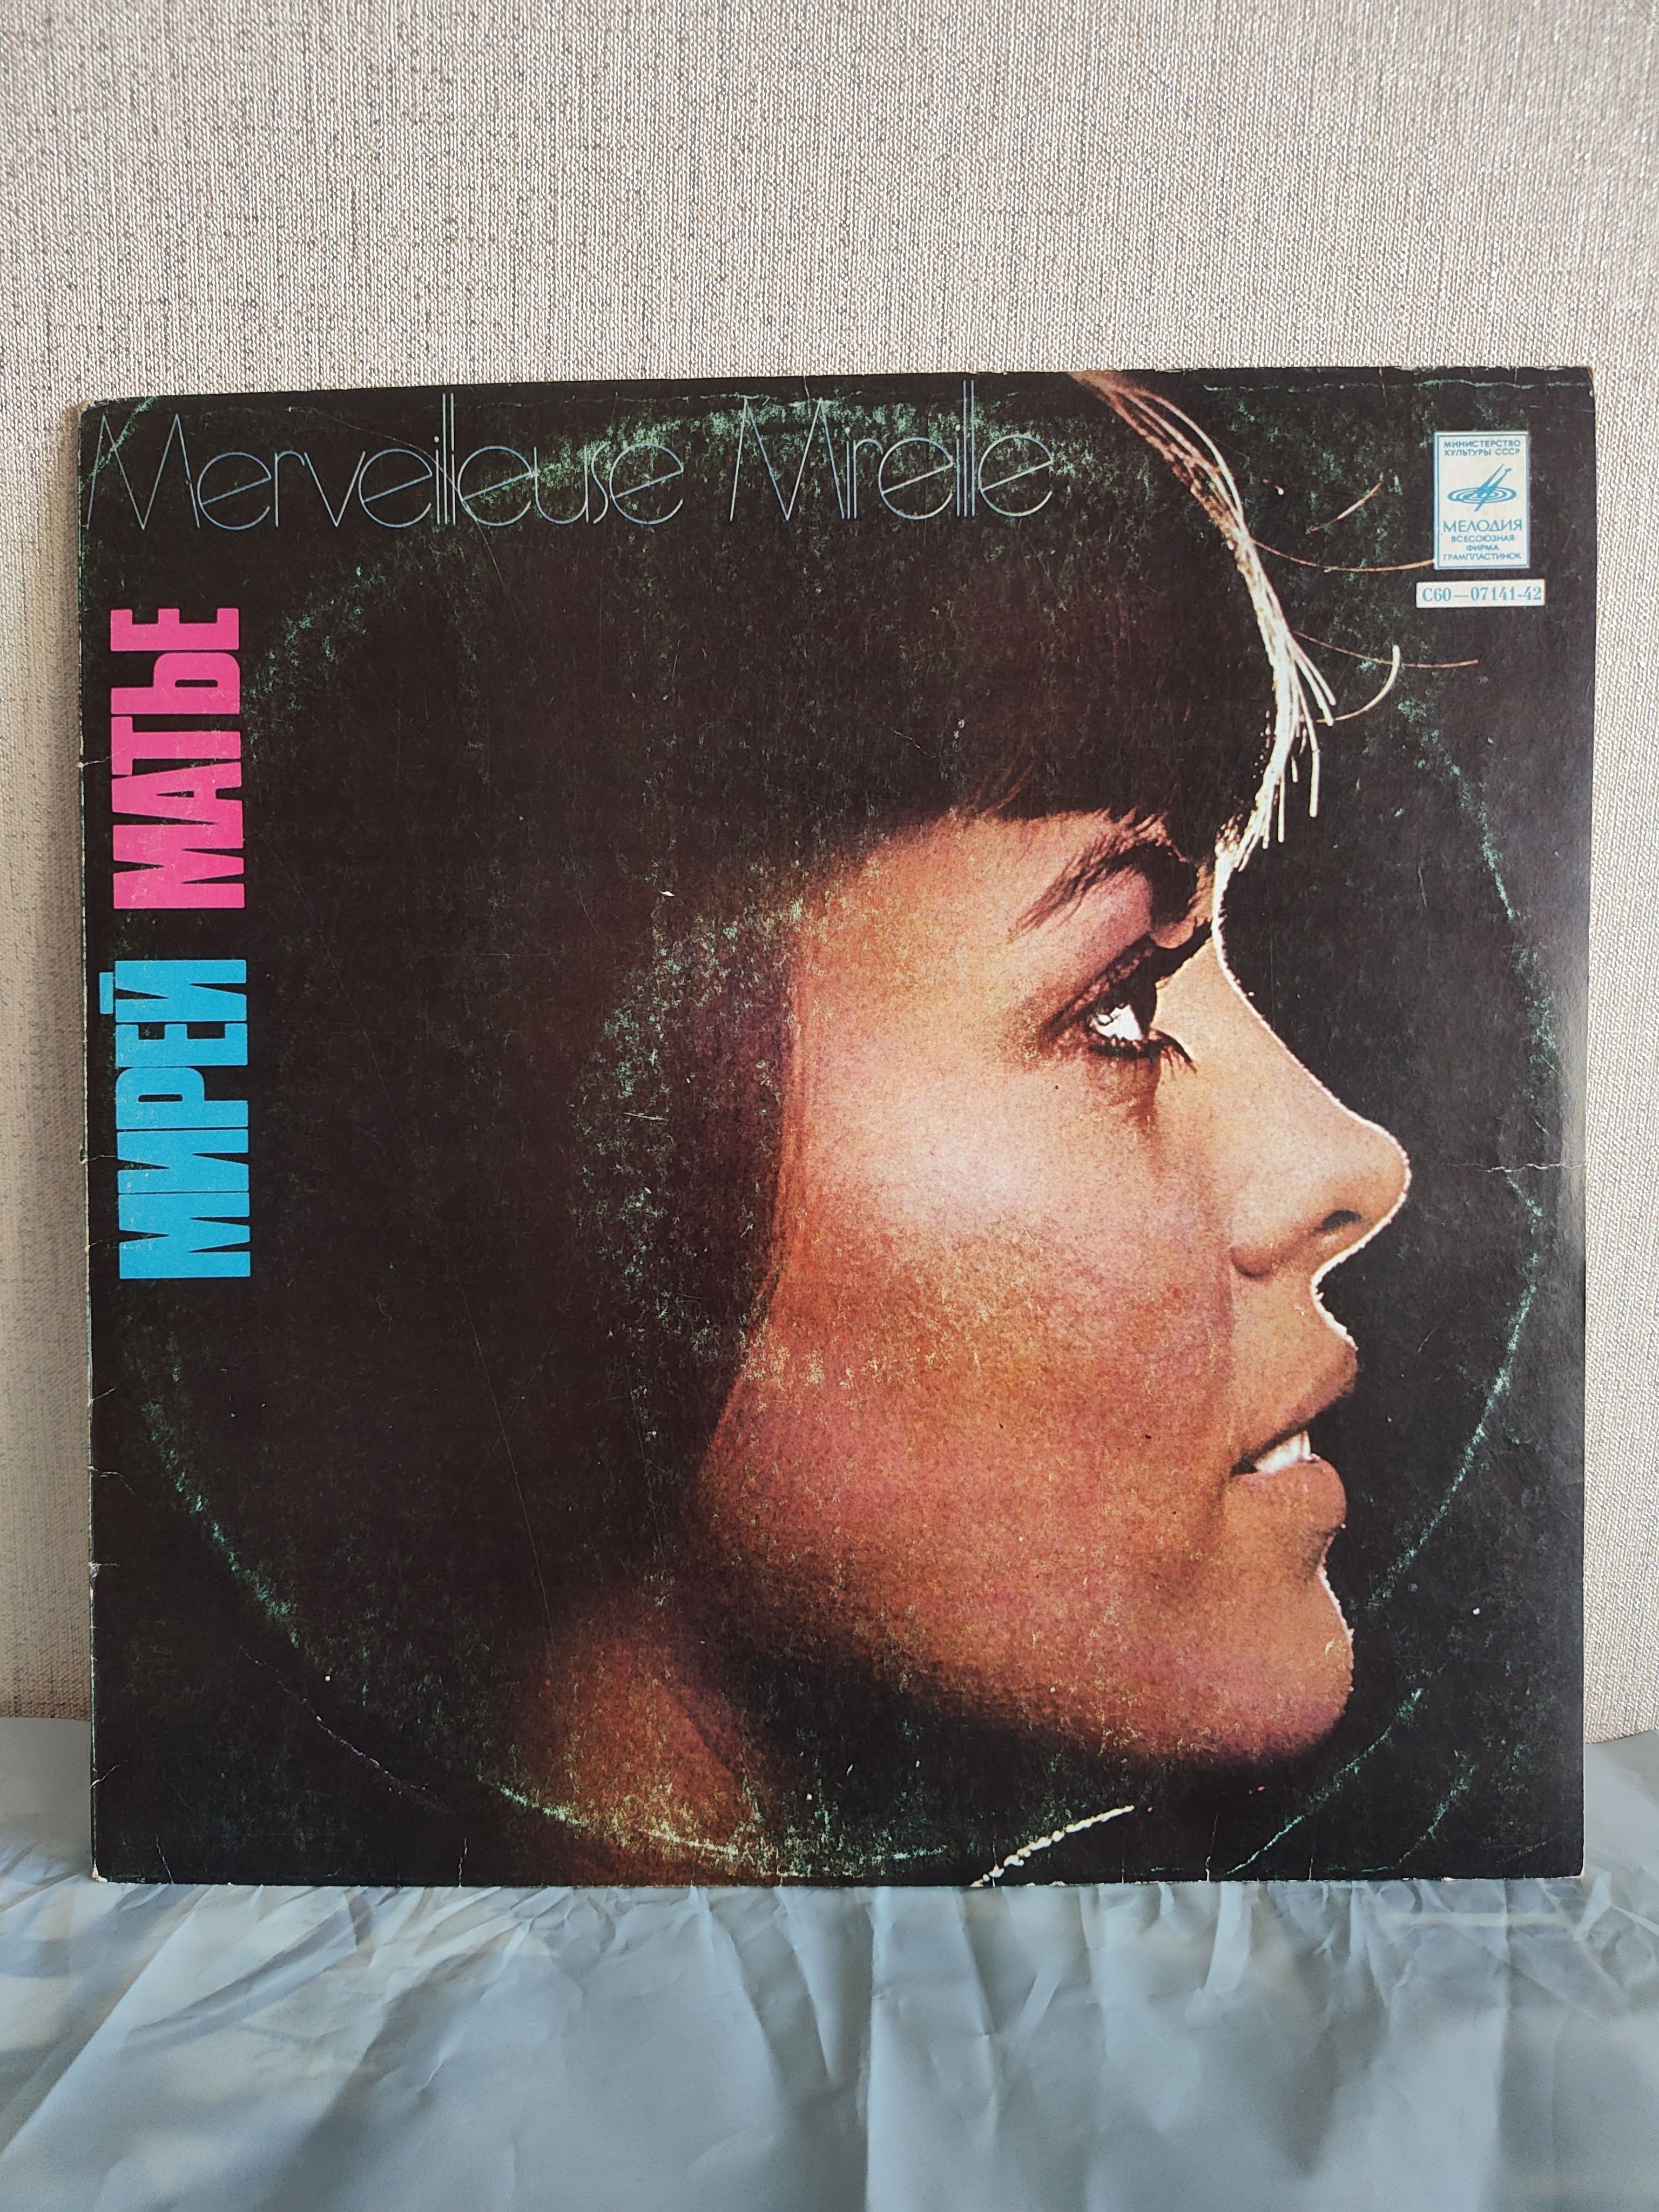 Merveilleuse Mireille
МИНИСТЕРСТВО
КУЛЬТУРЫ СССР
МЕЛОДИЯ
ВСЕСОЮЗНАЯ
ФИРМА
ГРАМПЛАСТИНОК
С60—07141-42
МИРЕЙ МАТЬЕ